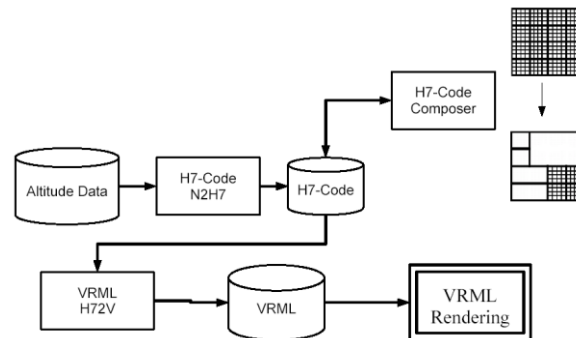 H7-Code
Composer
Altitude Data
H7-Code
N2H7
H7-Code
VRML
H72V
VRML
VRML
Rendering